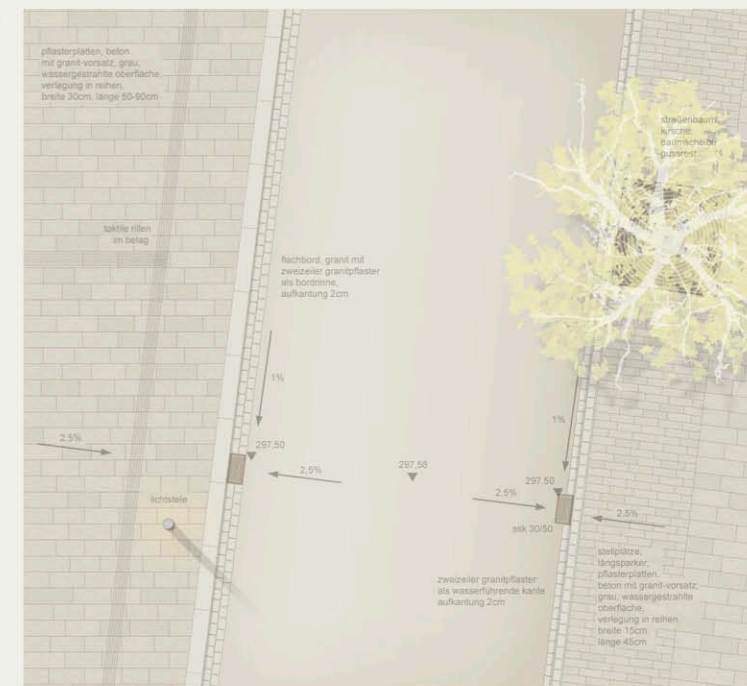 pflasterplatten, beton
mit granit-vorsatz, grau,
wassergestrahlte oberfläche,
verlegung in reihen,
breite 30cm, länge 50-90cm
straßenbaum,
kirsche,
baumscheibe
gussrost
taktile rillen
im belag
flachbord, granit mit
zweizeiler granitpflaster
als bordrinne,
aufkantung 2cm
1%
1%
2.5%
297,50
2,5%
297,58
297.50
2.5%
2,5%
lichtstele
ask 30/50
zweizeiler granitpflaster
als wasserführende kante
aufkantung 2cm
stellplätze,
längsparker,
pflasterplatten,
beton mit granit-vorsatz,
grau, wassergestrahlte
oberfläche,
verlegung in reihen
breite 15cm
länge 45cm